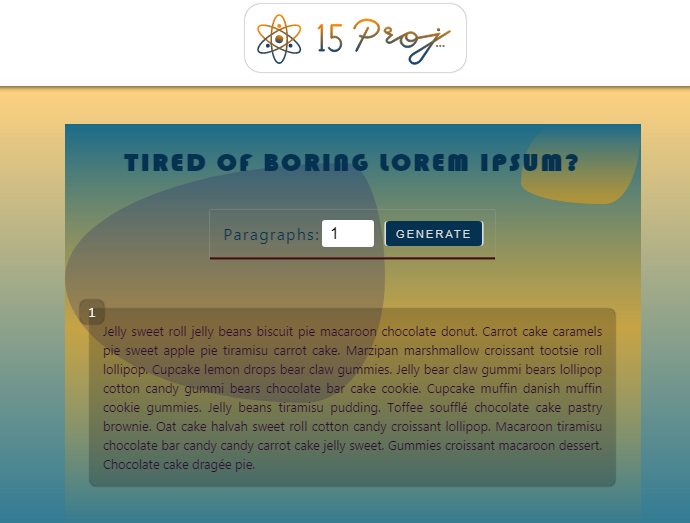 15 Proj...
TIRED OF BORING LOREM IPSUM?
Paragraphs: 1 GENERATE
1
Jelly sweet roll jelly beans biscuit pie macaroon chocolate donut. Carrot cake caramels
pie sweet apple pie tiramisu carrot cake. Marzipan marshmallow croissant tootsie roll
lollipop. Cupcake lemon drops bear claw gummies. Jelly bear claw gummi bears lollipop
cotton candy gummi bears chocolate bar cake cookie. Cupcake muffin danish muffin
cookie gummies. Jelly beans tiramisu pudding. Toffee soufflé chocolate cake pastry
brownie. Oat cake halvah sweet roll cotton candy croissant lollipop. Macaroon tiramisu
chocolate bar candy candy carrot cake jelly sweet. Gummies croissant macaroon dessert.
Chocolate cake dragée pie.